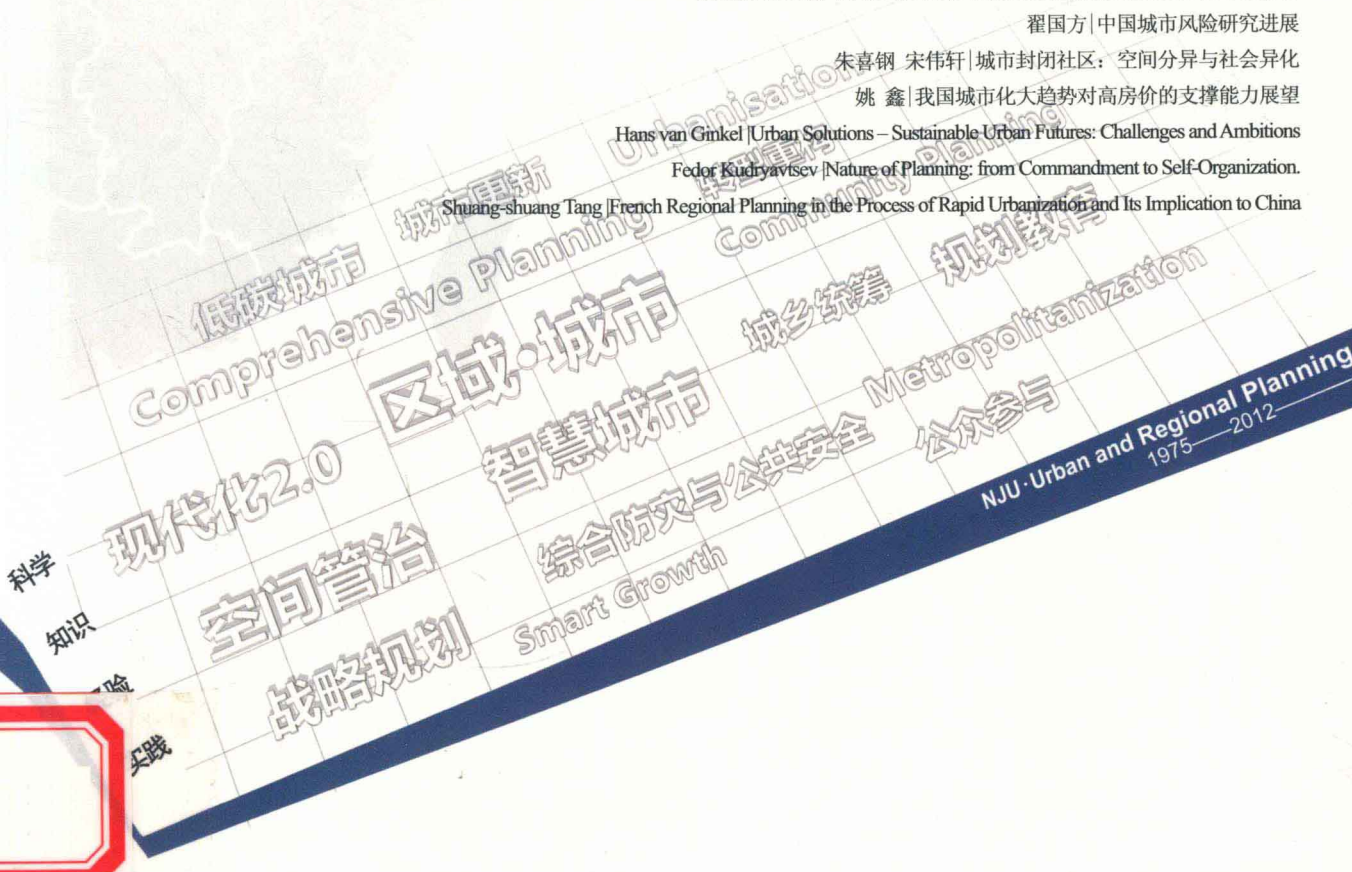 翟国方|中国城市风险研究进展
朱喜钢 宋伟轩|城市封闭社区：空间分异与社会异化
姚 鑫|我国城市化大趋势对高房价的支撑能力展望
Hans van Ginkel |Urban Solutions – Sustainable Urban Futures: Challenges and Ambitions
Fedor Kudryavtsev |Nature of Planning: from Commandment to Self-Organization.
Shuang-shuang Tang |French Regional Planning in the Process of Rapid Urbanization and Its Implication to China
Urbanisation
城市更新
转型重构
Community Planning
低碳城市
Comprehensive Planning
规划教育
区域·城市
城乡统筹
Metropolitanization
智慧城市
公众参与
现代化2.0
综合防灾与公共安全
空间管治
Smart Growth
战略规划
NJU·Urban and Regional Planning
1975——2012
科学
知识
实践